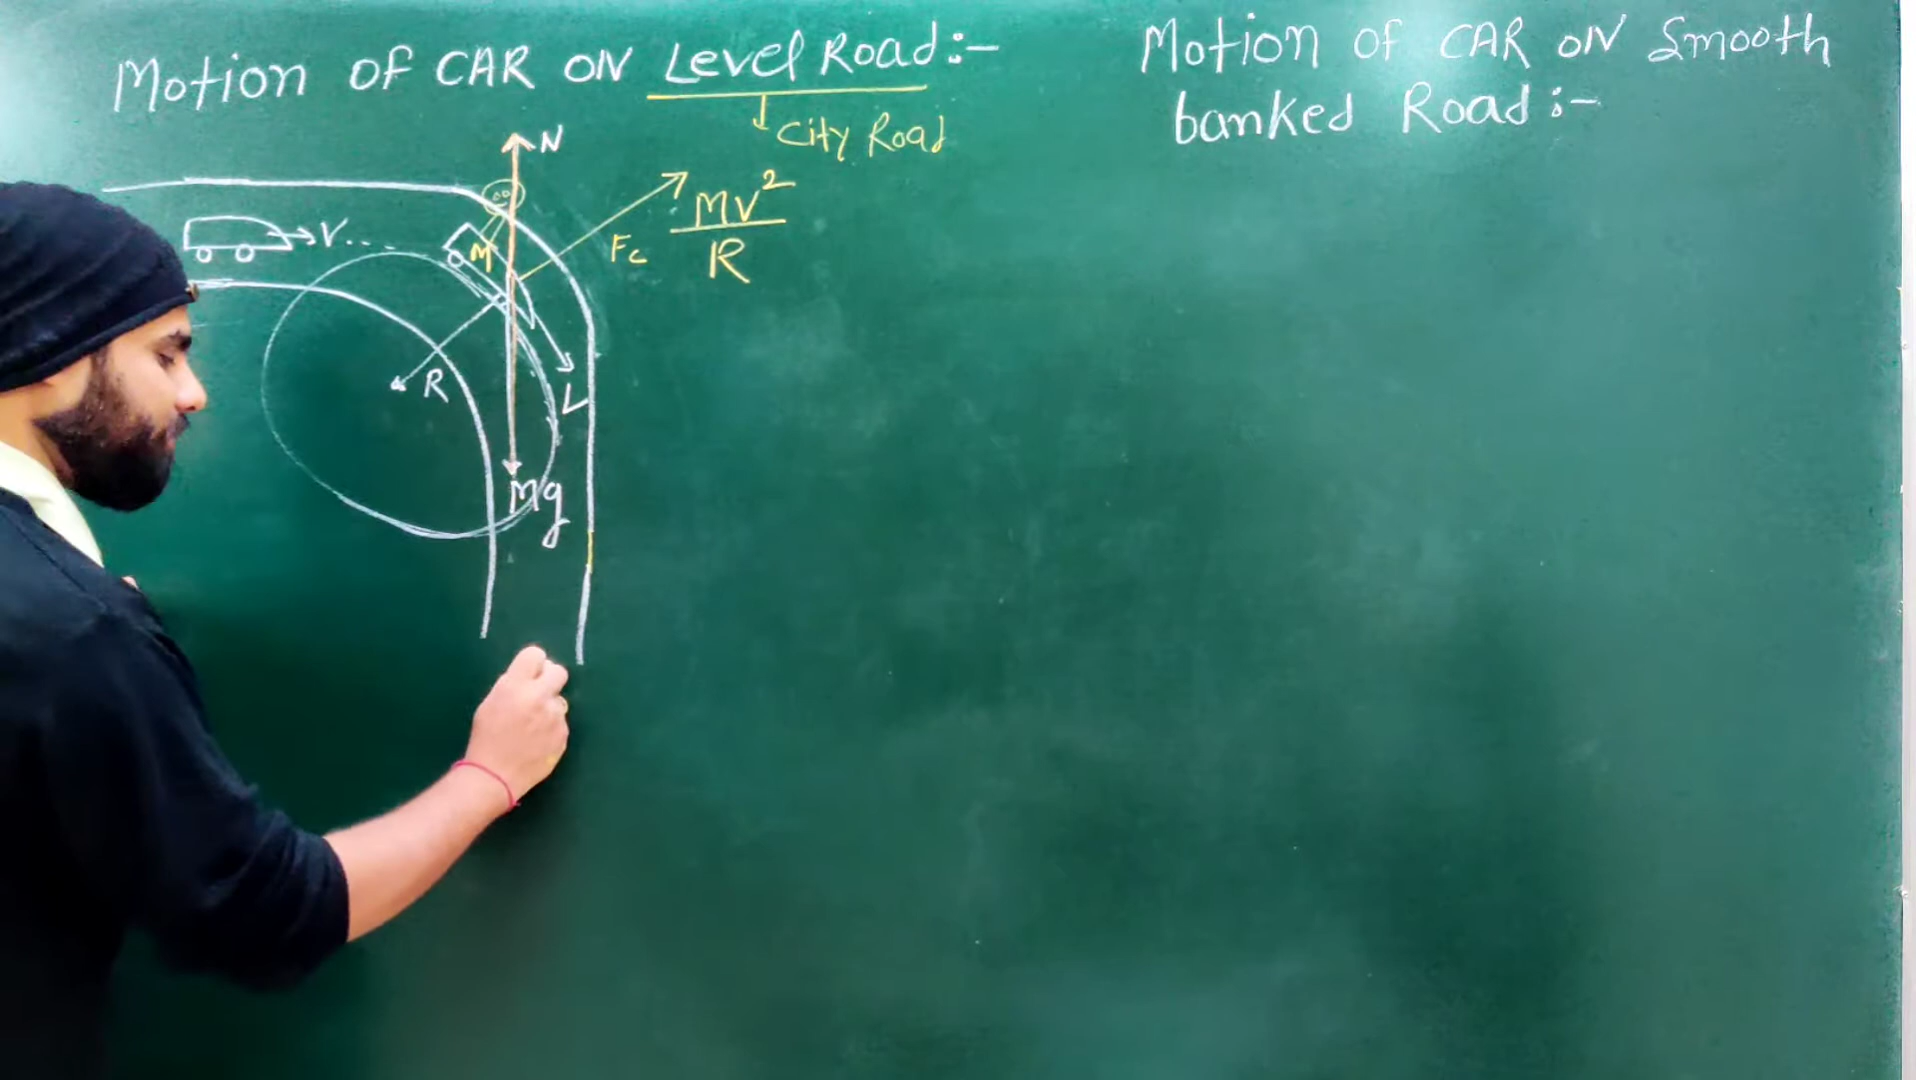 Motion OF CAR ON Level Road:-
City Road
N
V....
M
Fc MV²/R
R
V
Mg
Motion OF CAR ON Smooth
banked Road:-